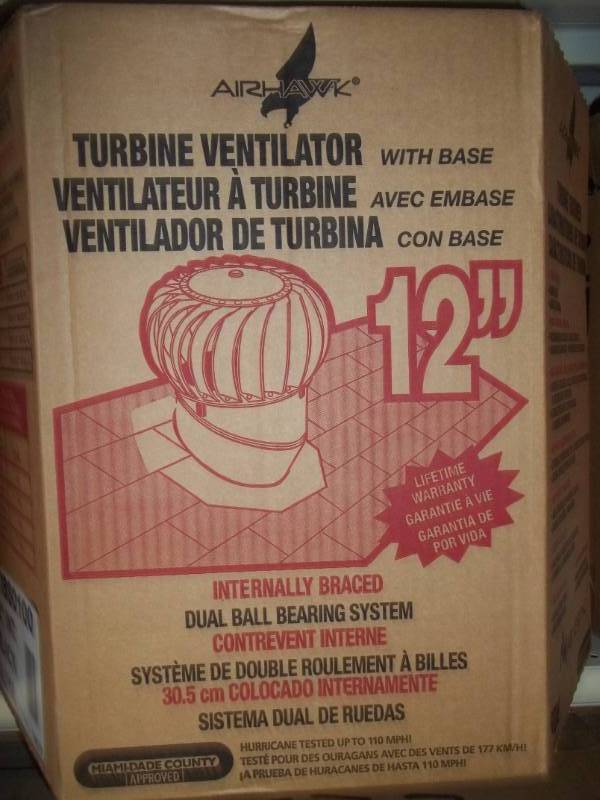 AIRHAWK®
TURBINE VENTILATOR WITH BASE
VENTILATEUR À TURBINE AVEC EMBASE
VENTILADOR DE TURBINA CON BASE
12"
LIFETIME
WARRANTY
GARANTIE À VIE
GARANTIA DE
POR VIDA
INTERNALLY BRACED
DUAL BALL BEARING SYSTEM
CONTREVENT INTERNE
SYSTÈME DE DOUBLE ROULEMENT À BILLES
30.5 cm COLOCADO INTERNAMENTE
SISTEMA DUAL DE RUEDAS
MIAMI-DADE COUNTY
APPROVED
HURRICANE TESTED UP TO 110 MPH!
TESTÉ POUR DES OURAGANS AVEC DES VENTS DE 177 KM/H!
¡A PRUEBA DE HURACANES DE HASTA 110 MPH!